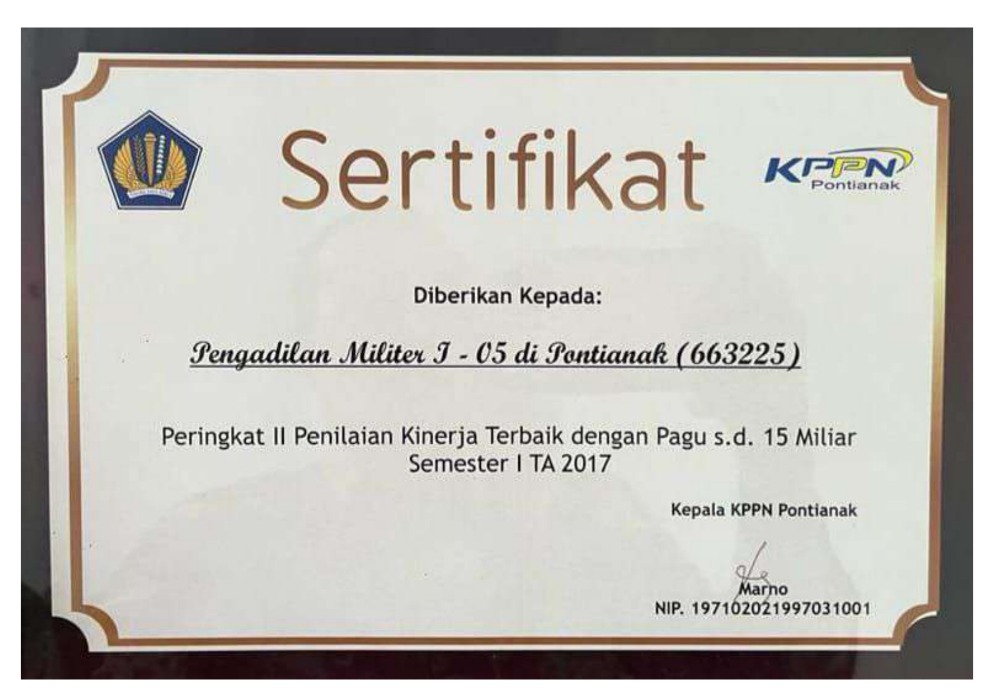 Sertifikat
KPPN
Pontianak
Diberikan Kepada:
Pengadilan Militer I - 05 di Pontianak (663225)
Peringkat II Penilaian Kinerja Terbaik dengan Pagu s.d. 15 Miliar
Semester I TA 2017
Kepala KPPN Pontianak
Marno
NIP. 197102021997031001